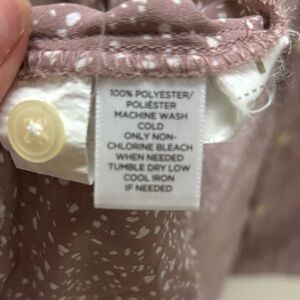 100% POLYESTER/
POLIÉSTER
MACHINE WASH
COLD
ONLY NON-
CHLORINE BLEACH
WHEN NEEDED
TUMBLE DRY LOW
COOL IRON
IF NEEDED